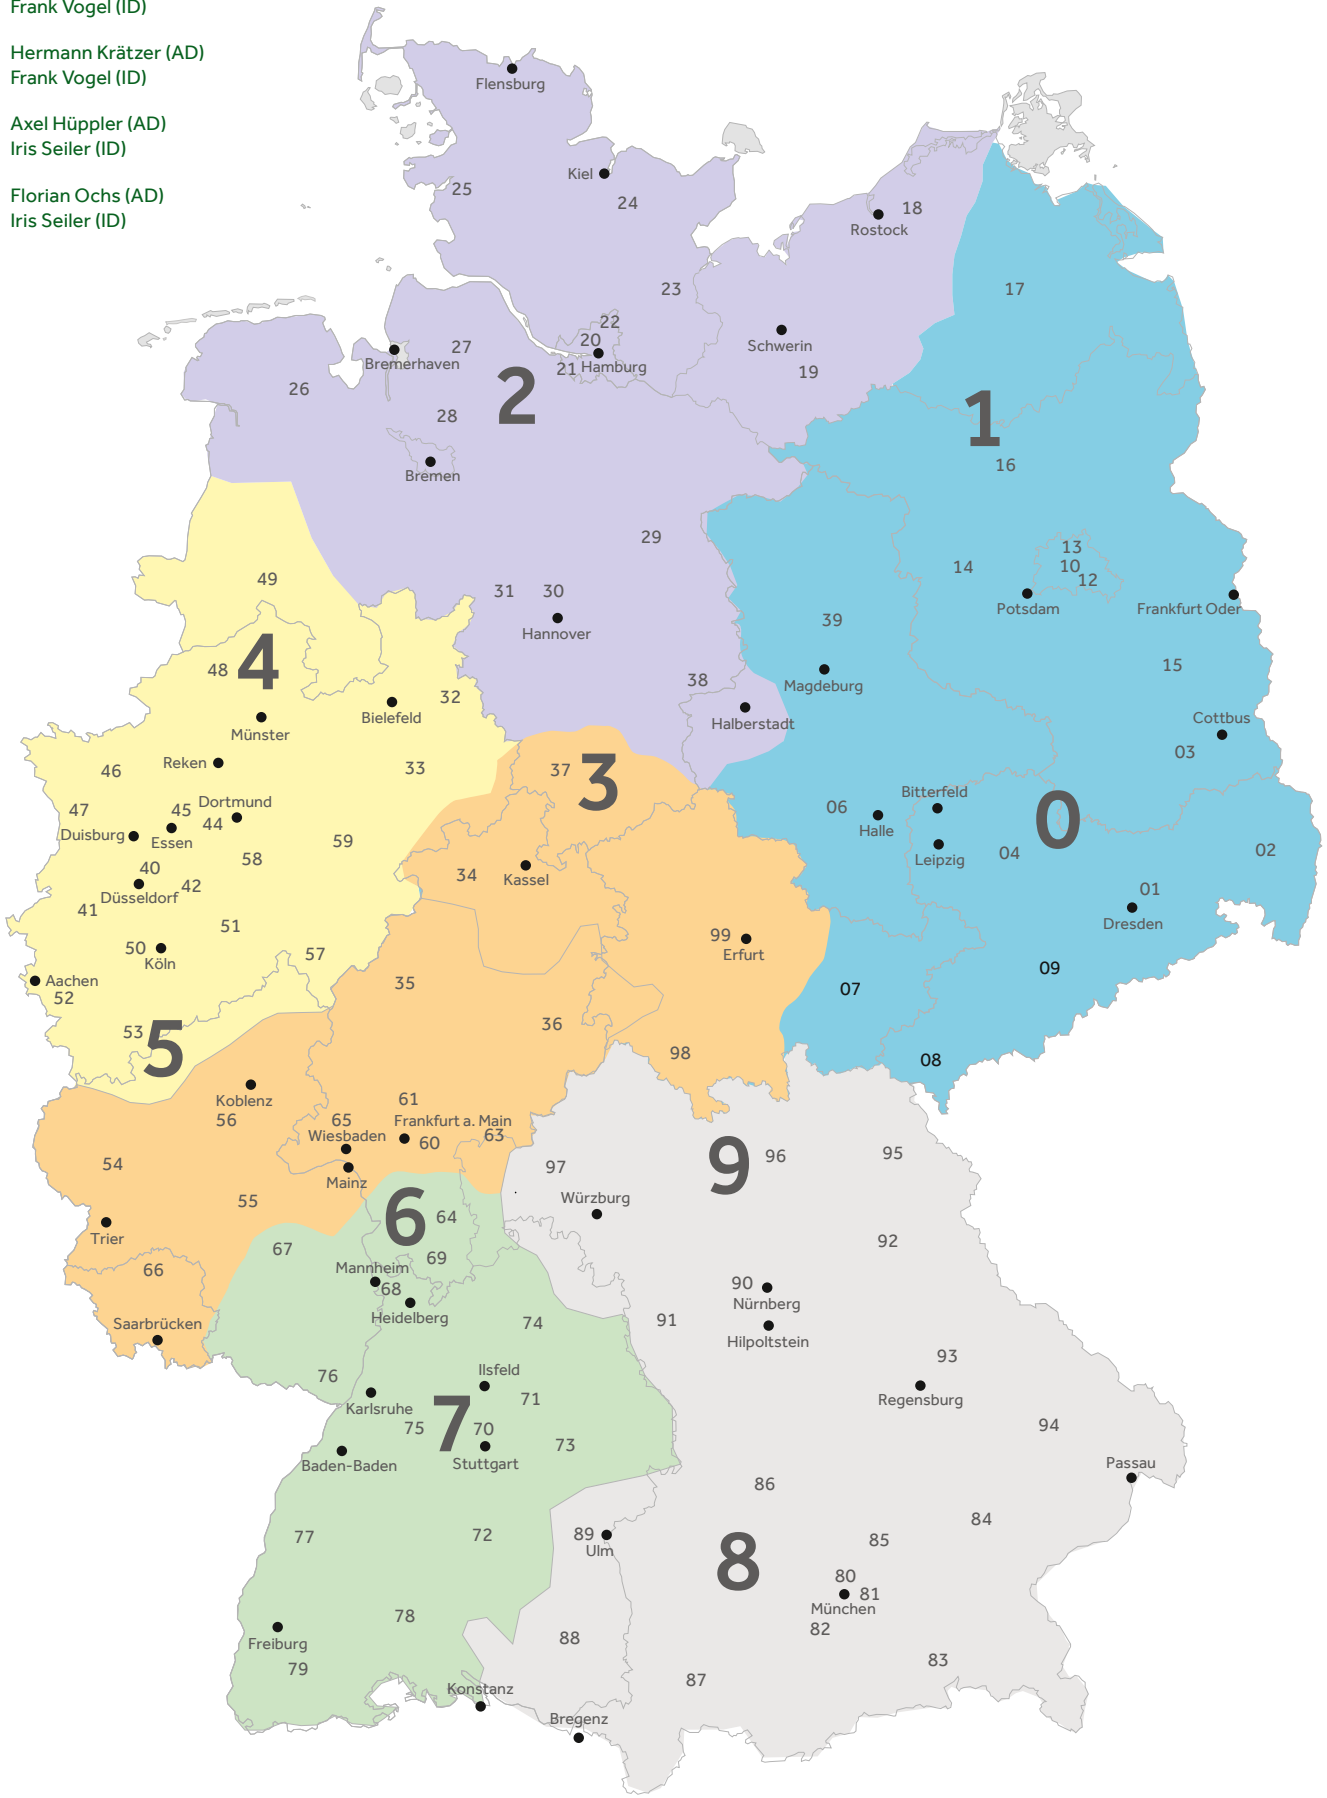 Frank Vogel (ID)
Hermann Krätzer (AD)
Frank Vogel (ID)
Axel Hüppler (AD)
Iris Seiler (ID)
Florian Ochs (AD)
Iris Seiler (ID)
Flensburg
Kiel
25
24
18
Rostock
23
17
22
20
21
Hamburg
Schwerin
19
27
Bremerhaven
26
2
28
1
Bremen
16
29
13
10
12
14
Potsdam
Frankfurt Oder
49
31
30
Hannover
39
4
48
15
38
Magdeburg
32
Bielefeld
Halberstadt
Cottbus
Münster
03
Reken
46
33
37
3
47
45
Dortmund
44
Duisburg
Essen
06
Halle
Bitterfeld
0
59
58
Leipzig
04
02
40
42
Düsseldorf
34
Kassel
01
41
Dresden
51
50
Köln
57
99
Erfurt
Aachen
52
35
07
09
53
5
36
98
08
Koblenz
56
61
65
Frankfurt a. Main
Wiesbaden
60
63
Mainz
54
55
97
9
96
95
Würzburg
6
64
Trier
67
69
92
66
Mannheim
68
Heidelberg
90
Nürnberg
Saarbrücken
74
91
Hilpoltstein
76
Ilsfeld
93
Karlsruhe
71
Regensburg
75
7
70
73
94
Baden-Baden
Stuttgart
Passau
86
77
72
89
Ulm
84
8
85
80
81
München
78
82
Freiburg
88
79
83
87
Konstanz
Bregenz